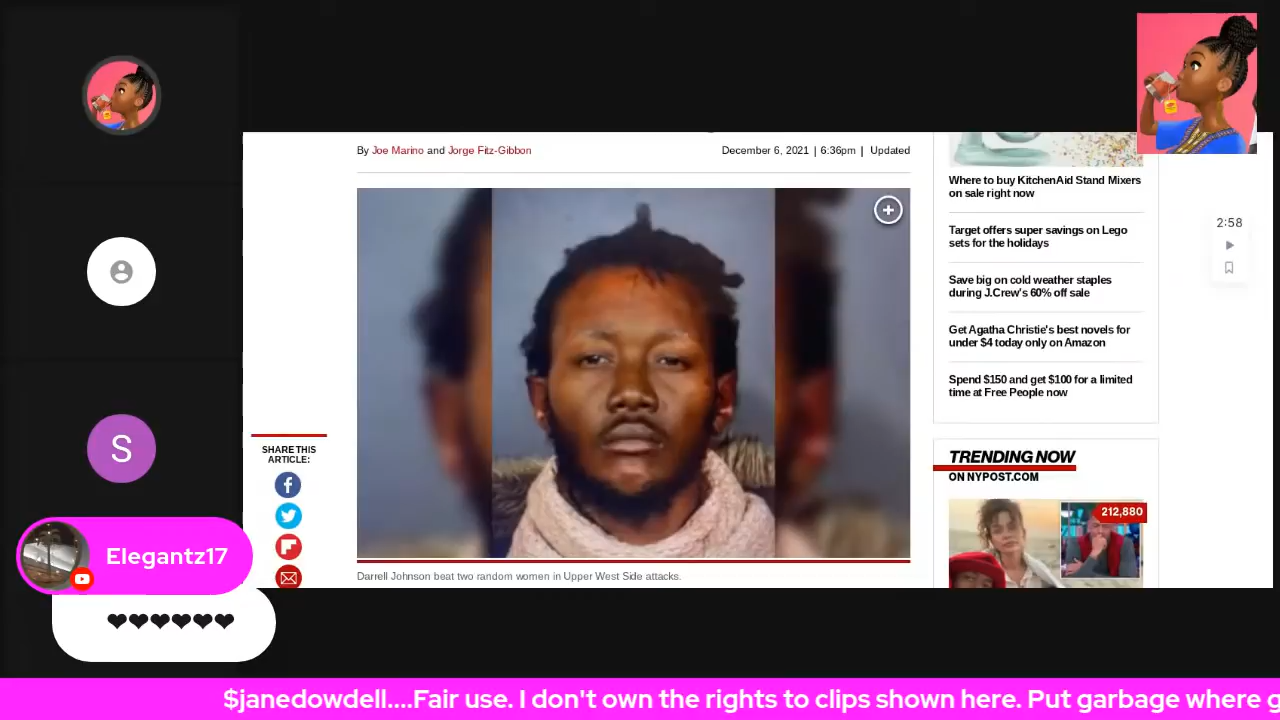 By Joe Marino and Jorge Fitz-Gibbon
December 6, 2021 | 6:36pm | Updated
Where to buy KitchenAid Stand Mixers
on sale right now
Target offers super savings on Lego
sets for the holidays
Save big on cold weather staples
during J.Crew's 60% off sale
Get Agatha Christie's best novels for
under $4 today only on Amazon
Spend $150 and get $100 for a limited
time at Free People now
2:58
SHARE THIS
ARTICLE:
TRENDING NOW
ON NYPOST.COM
212,880
S
Elegantz17
❤❤❤❤❤❤
Darrell Johnson beat two random women in Upper West Side attacks.
$janedowdell....Fair use. I don't own the rights to clips shown here. Put garbage where g